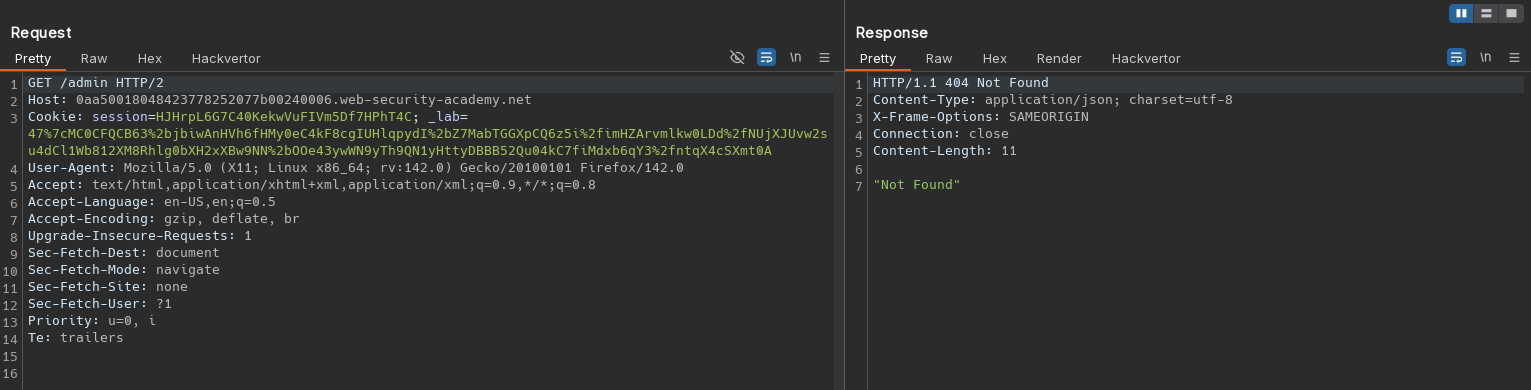 Request
Pretty Raw Hex Hackvertor \n
1 GET /admin HTTP/2
2 Host: 0aa50018048423778252077b00240006.web-security-academy.net
3 Cookie: session=HJHrpL6G7C40KekwVuFIVm5Df7HPhT4C; _lab=
47%7cMC0CFQCB63%2bjbiwAnHVh6fHMy0eC4kF8cgIUHlqpydI%2bZ7MabTGGXpCQ6z5i%2fimHZArvmlkw0LDd%2fNUjXJUvw2s
u4dCl1Wb812XM8Rhlg0bXH2xXBw9NN%2bOOe43ywWN9yTh9QN1yHttyDBBB52Qu04kC7fiMdxb6qY3%2fntqX4cSXmt0A
4 User-Agent: Mozilla/5.0 (X11; Linux x86_64; rv:142.0) Gecko/20100101 Firefox/142.0
5 Accept: text/html,application/xhtml+xml,application/xml;q=0.9,*/*;q=0.8
6 Accept-Language: en-US,en;q=0.5
7 Accept-Encoding: gzip, deflate, br
8 Upgrade-Insecure-Requests: 1
9 Sec-Fetch-Dest: document
10 Sec-Fetch-Mode: navigate
11 Sec-Fetch-Site: none
12 Sec-Fetch-User: ?1
13 Priority: u=0, i
14 Te: trailers
15
16
Response
Pretty Raw Hex Render Hackvertor \n
1 HTTP/1.1 404 Not Found
2 Content-Type: application/json; charset=utf-8
3 X-Frame-Options: SAMEORIGIN
4 Connection: close
5 Content-Length: 11
6
7 "Not Found"